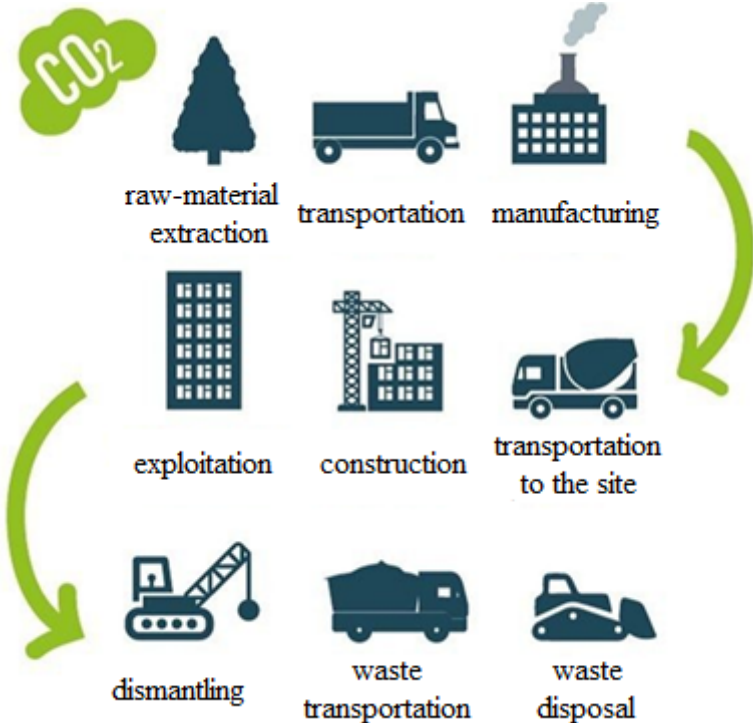 CO2
raw-material
extraction
transportation
manufacturing
exploitation
construction
transportation
to the site
dismantling
waste
transportation
waste
disposal